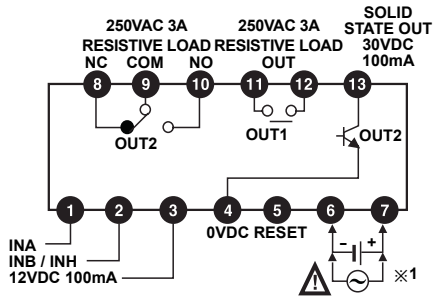 250VAC 3A
RESISTIVE LOAD
NC COM NO
250VAC 3A
RESISTIVE LOAD
OUT
SOLID
STATE OUT
30VDC
100mA
8 9 10 11 12 13
OUT2
OUT1
OUT2
1 2 3 4 5 6 7
0VDC RESET
INA
INB / INH
12VDC 100mA
- +
! ※1